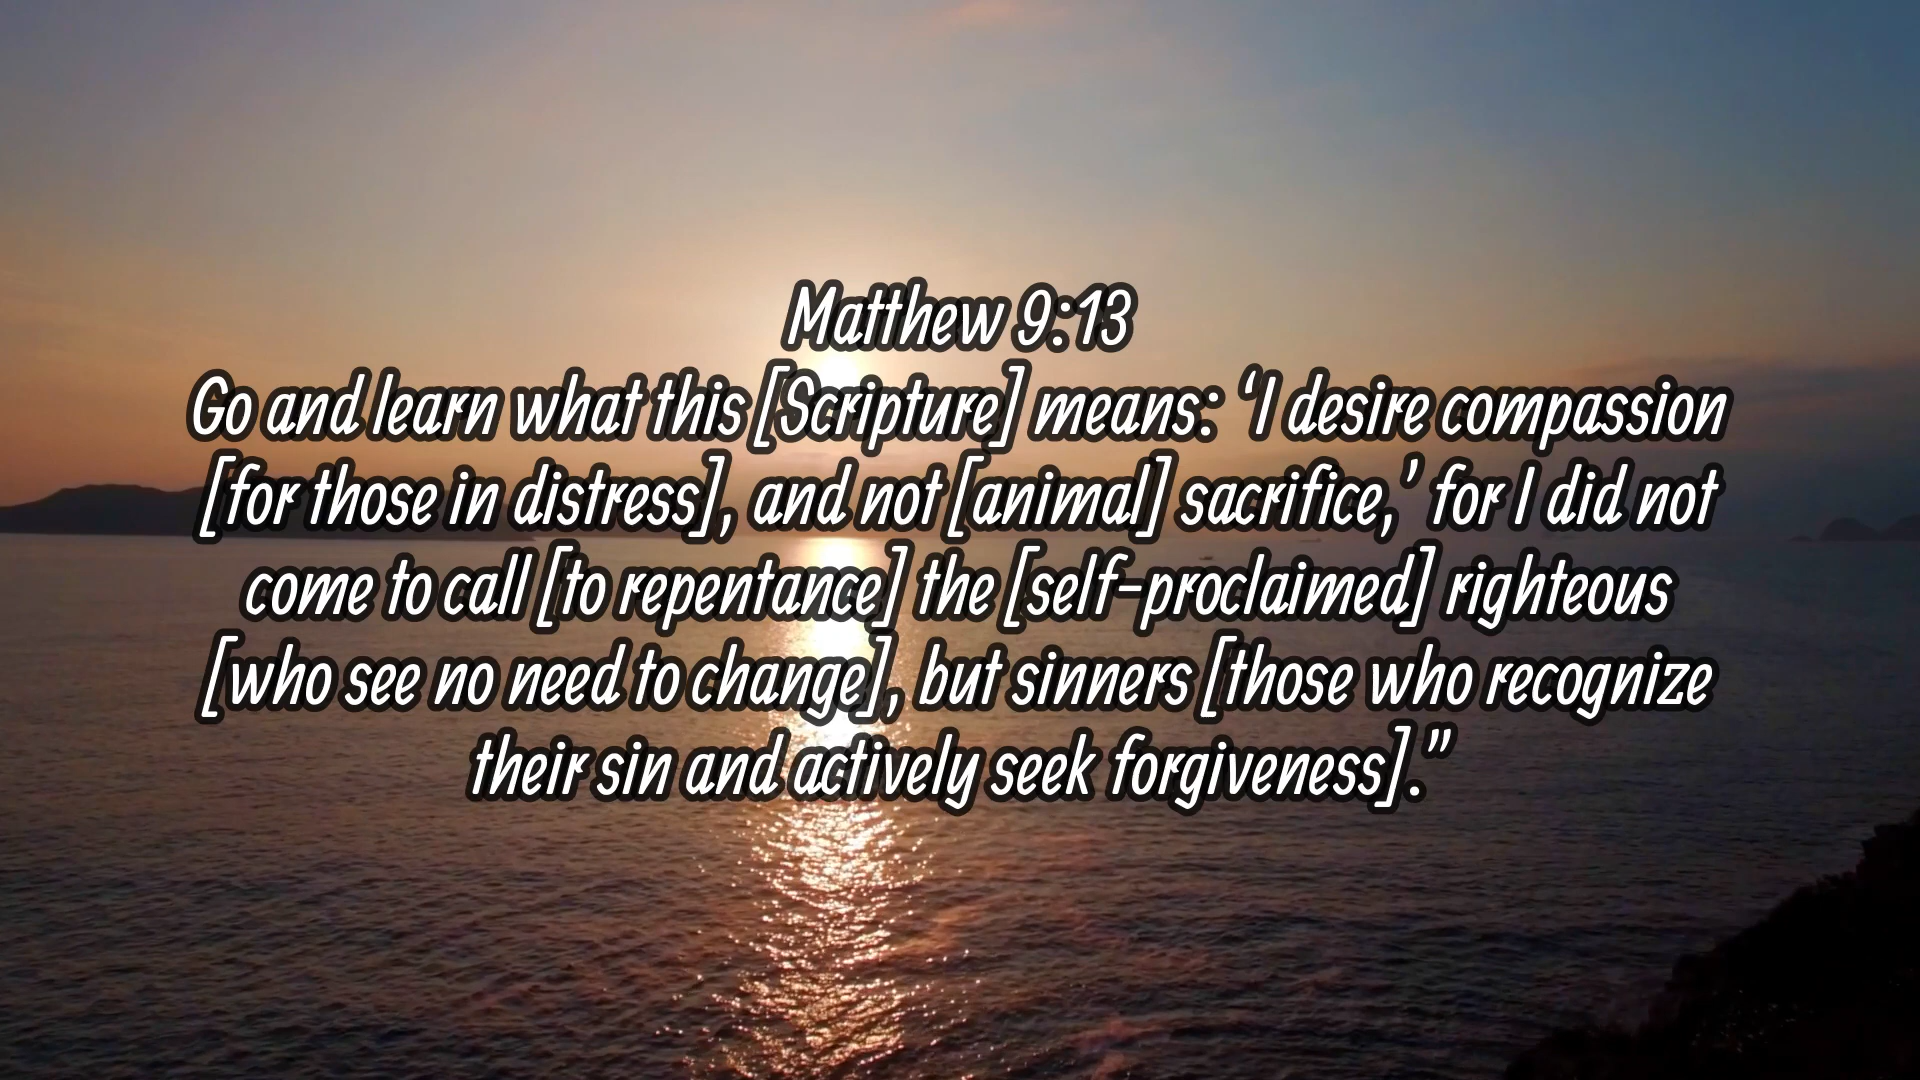 Matthew 9:13
Go and learn what this [Scripture] means: ‘I desire compassion
[for those in distress], and not [animal] sacrifice,’ for I did not
come to call [to repentance] the [self-proclaimed] righteous
[who see no need to change], but sinners [those who recognize
their sin and actively seek forgiveness].”